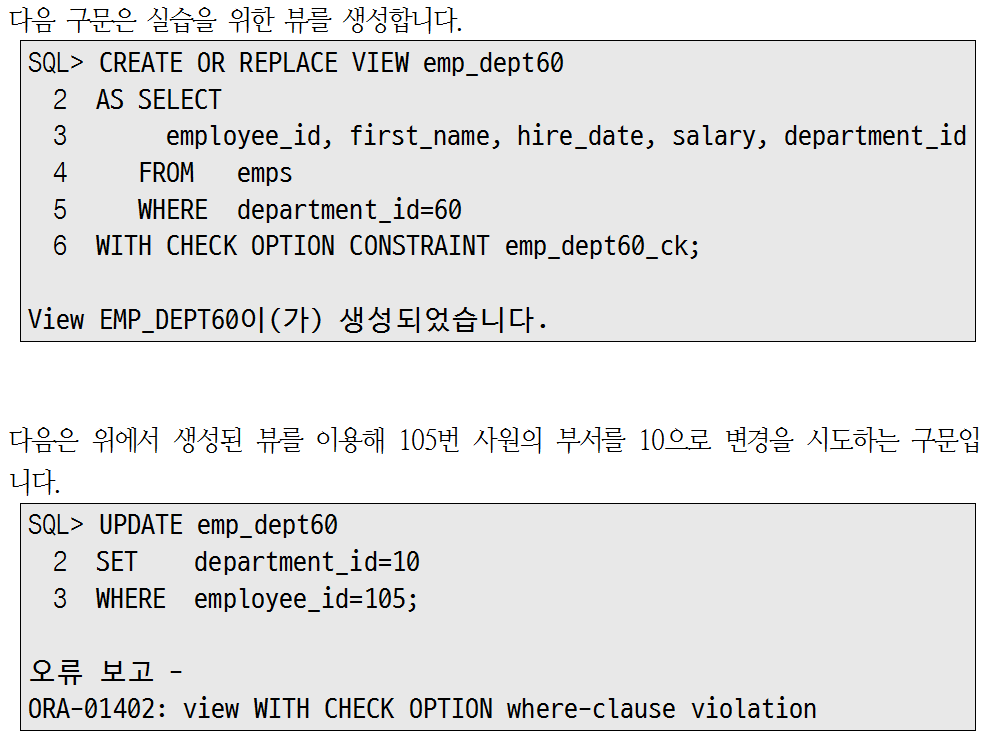 다음 구문은 실습을 위한 뷰를 생성합니다.
SQL> CREATE OR REPLACE VIEW emp_dept60
2 AS SELECT
3 employee_id, first_name, hire_date, salary, department_id
4 FROM emps
5 WHERE department_id=60
6 WITH CHECK OPTION CONSTRAINT emp_dept60_ck;
View EMP_DEPT60이(가) 생성되었습니다.
다음은 위에서 생성된 뷰를 이용해 105번 사원의 부서를 10으로 변경을 시도하는 구문입
니다.
SQL> UPDATE emp_dept60
2 SET department_id=10
3 WHERE employee_id=105;
오류 보고 -
ORA-01402: view WITH CHECK OPTION where-clause violation